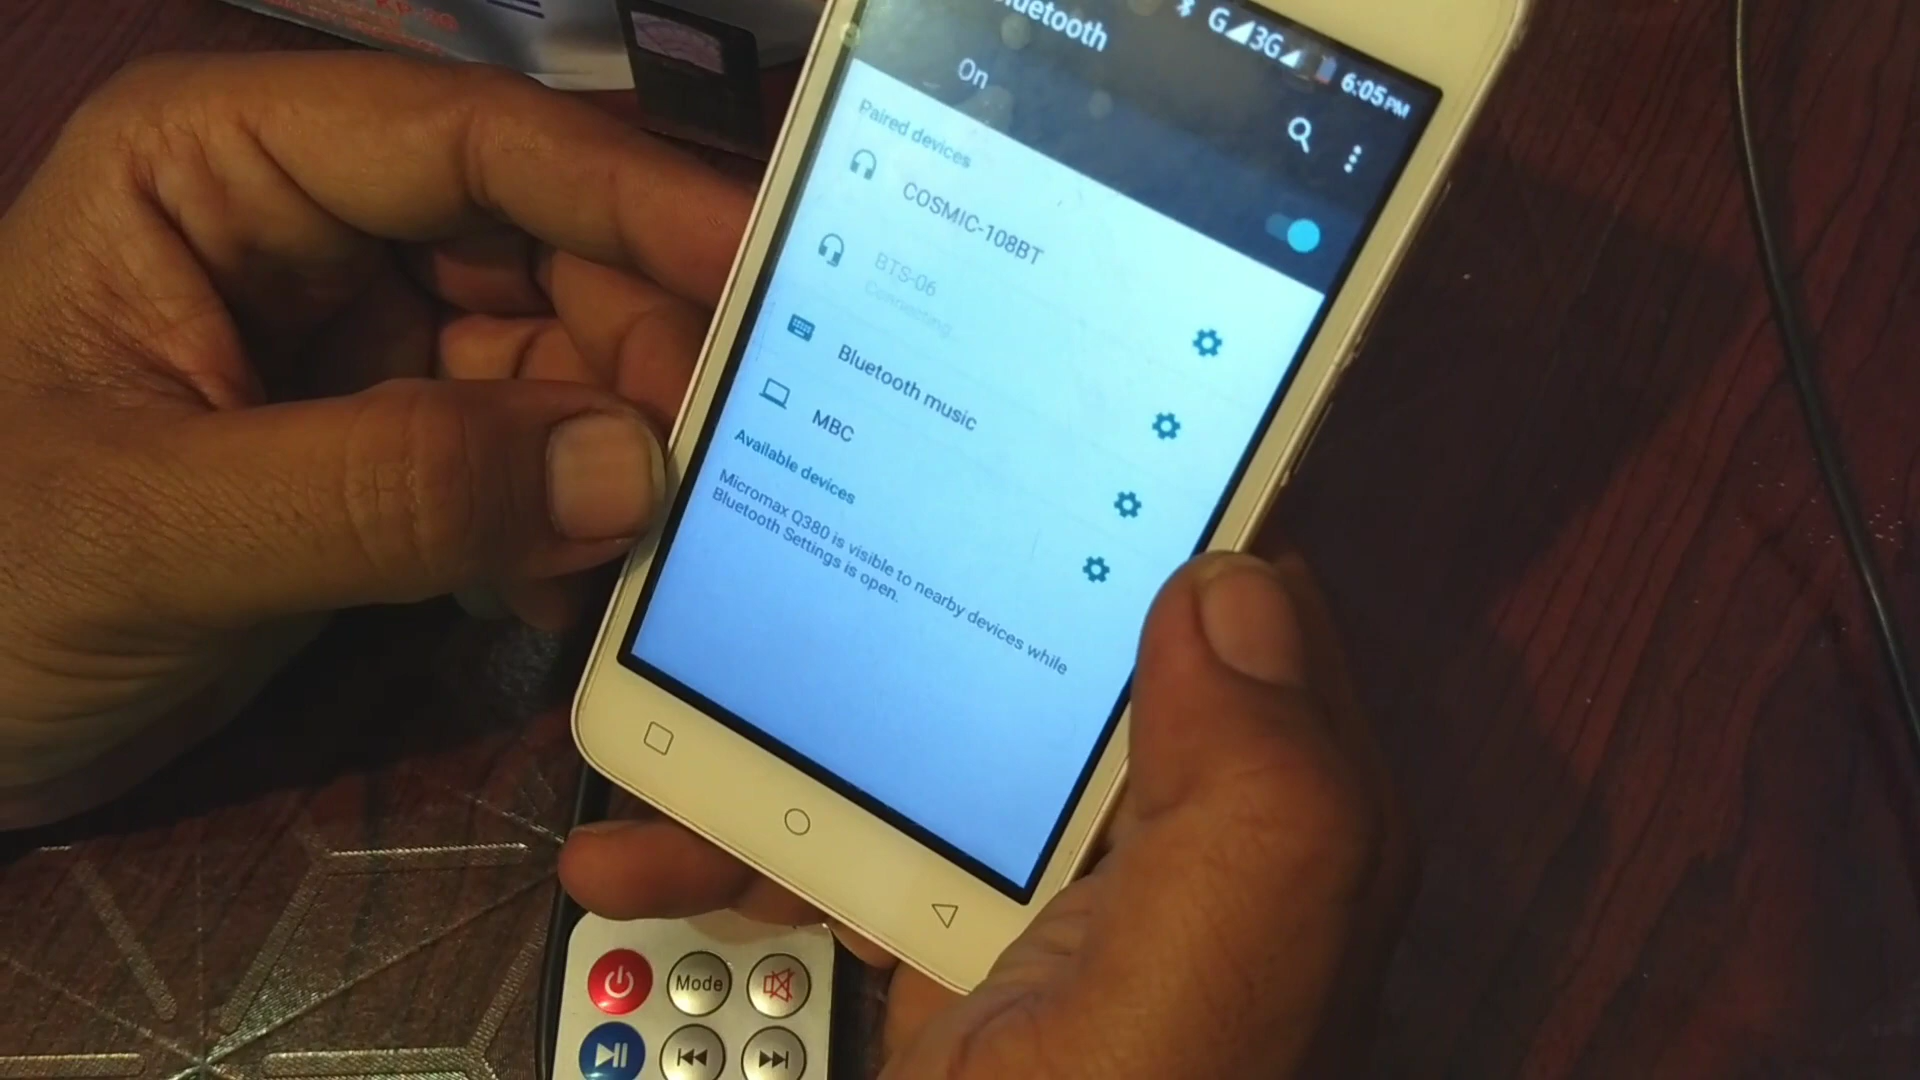 G 3G 6:05 PM
Bluetooth
On
Paired devices
COSMIC-108BT
BTS-06
Connecting
Bluetooth music
MBC
Available devices
Micromax Q380 is visible to nearby devices while
Bluetooth Settings is open.
Mode